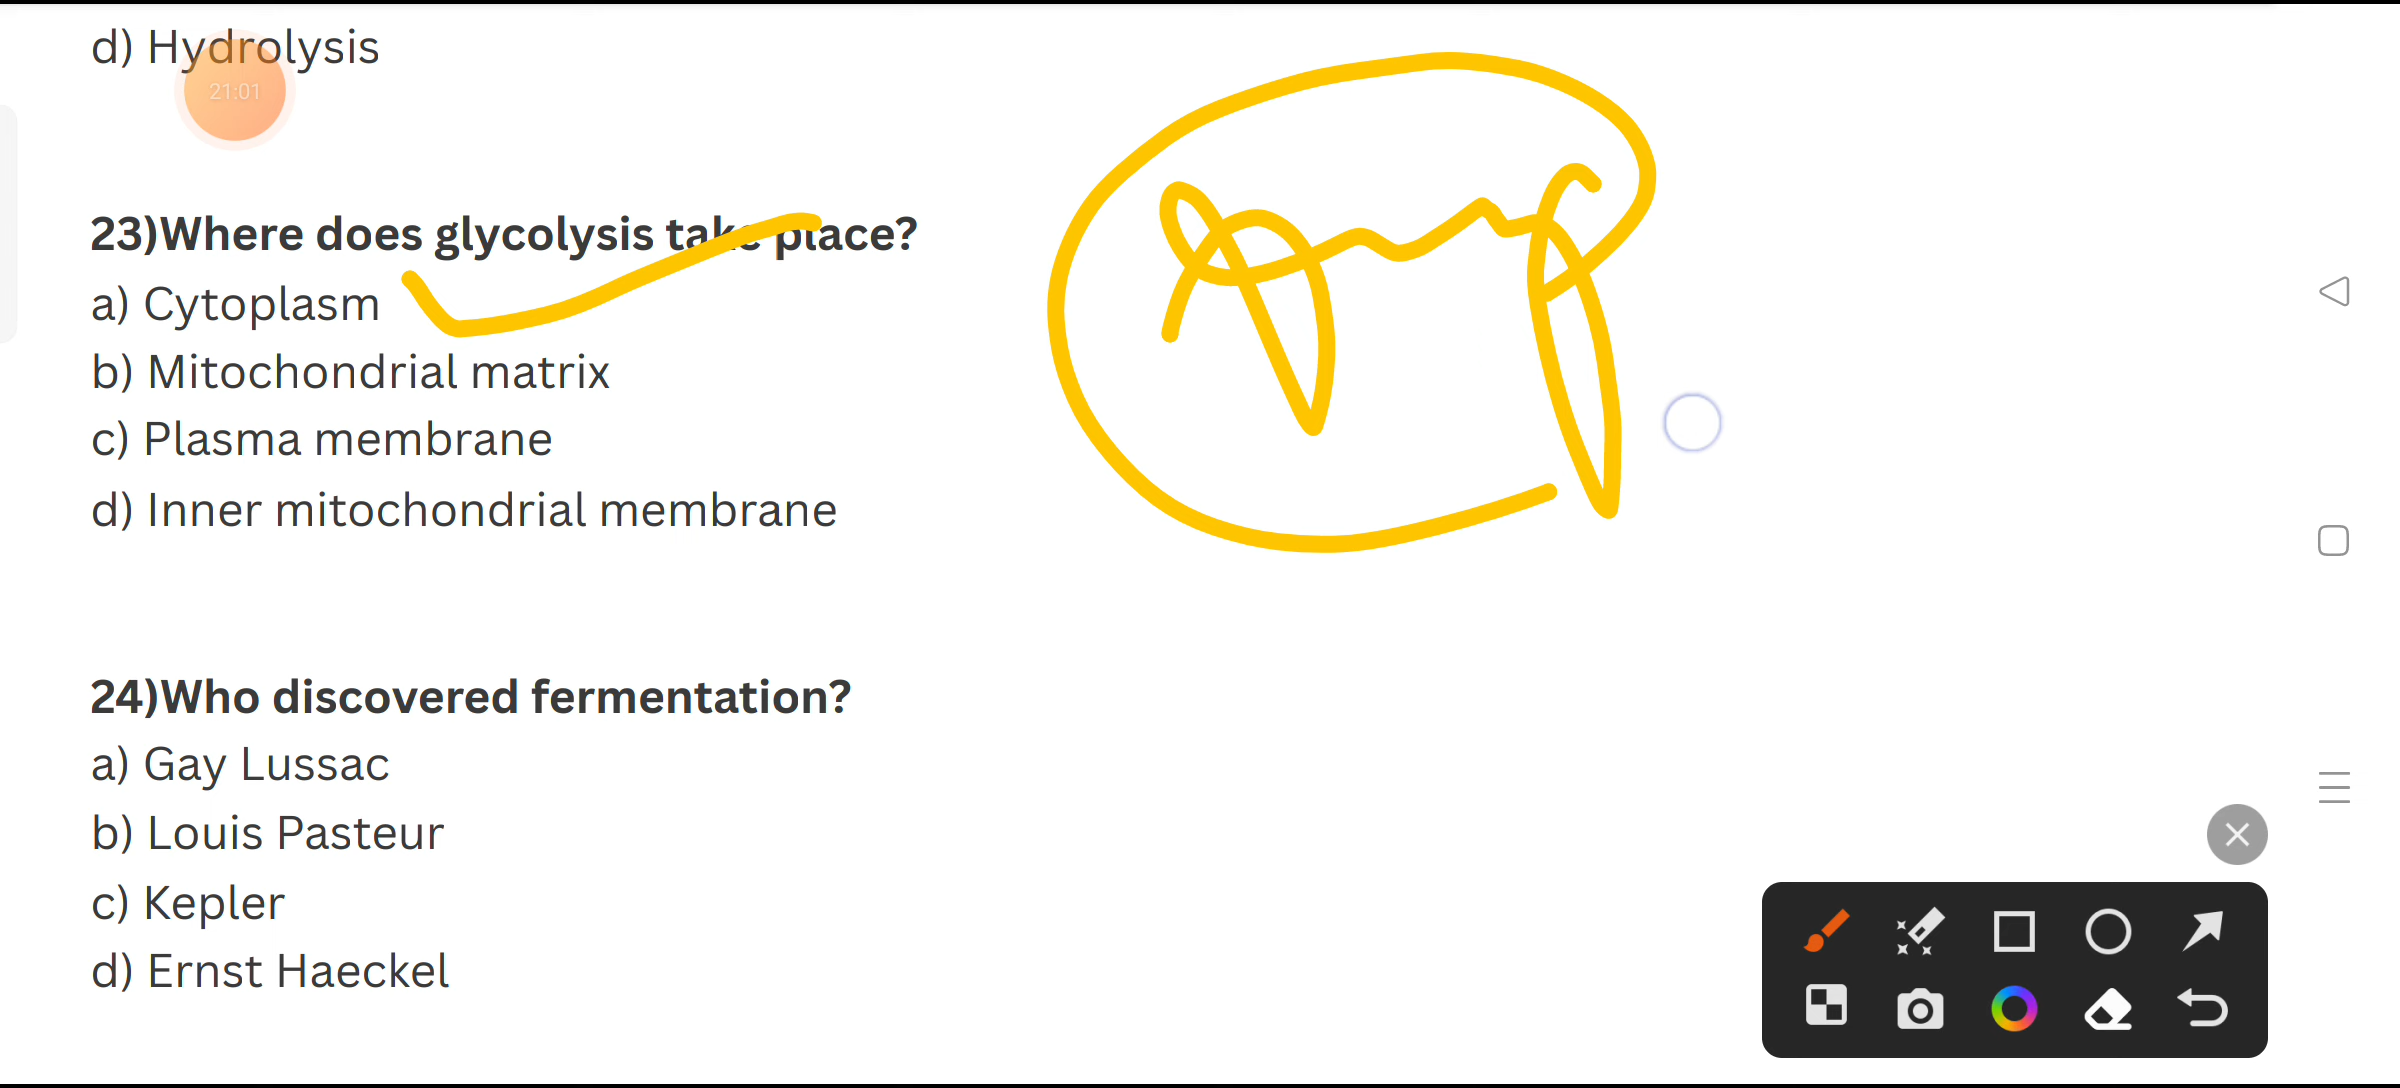 d) Hydrolysis
21:01
23)Where does glycolysis take place?
a) Cytoplasm
b) Mitochondrial matrix
c) Plasma membrane
d) Inner mitochondrial membrane
24)Who discovered fermentation?
a) Gay Lussac
b) Louis Pasteur
c) Kepler
d) Ernst Haeckel